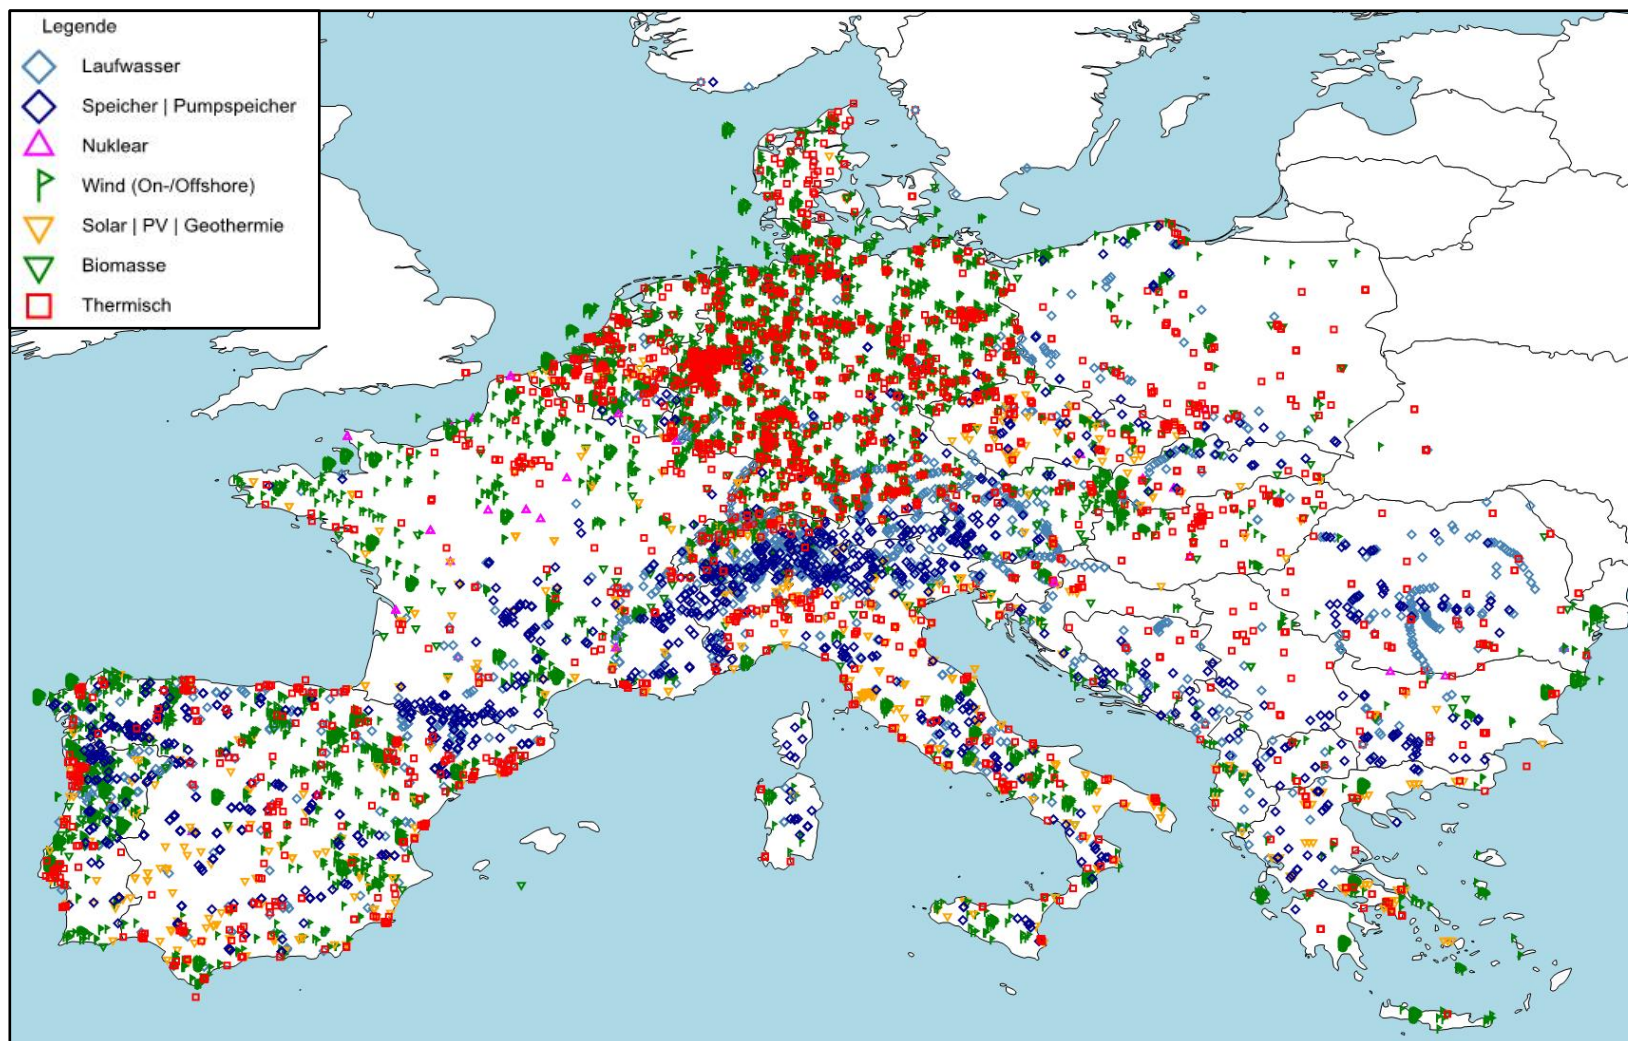 Legende
Laufwasser
Speicher | Pumpspeicher
Nuklear
Wind (On-/Offshore)
Solar | PV | Geothermie
Biomasse
Thermisch